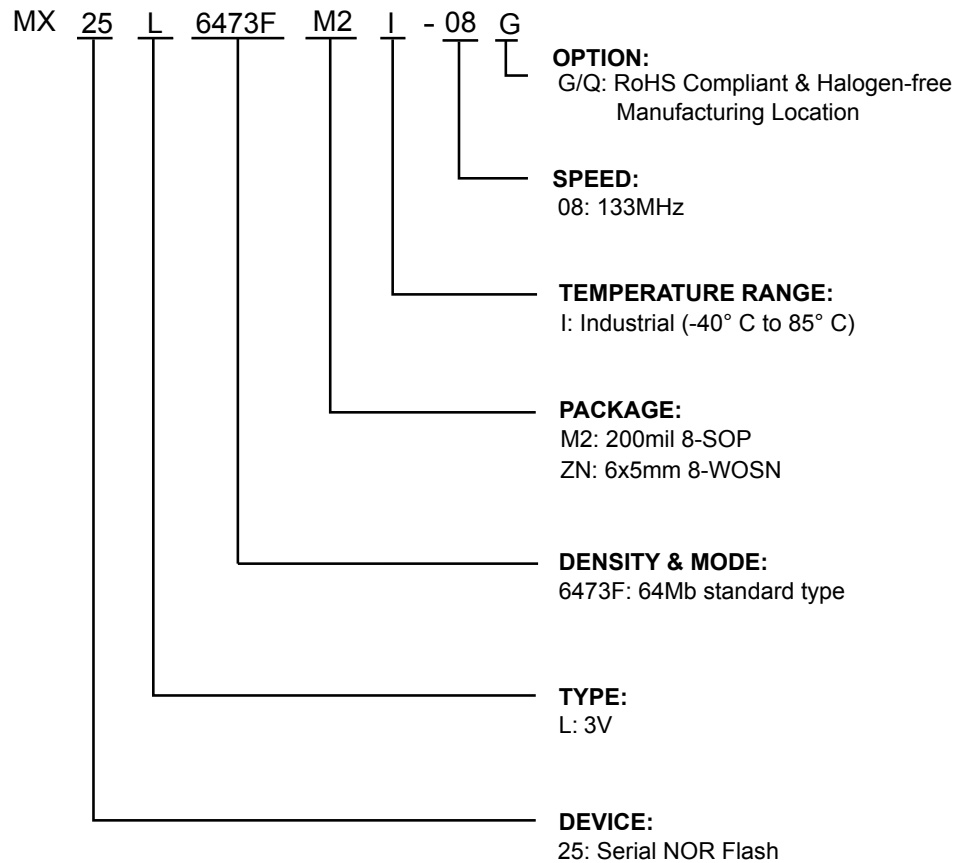 MX 25 L 6473F M2 I - 08 G
OPTION:
G/Q: RoHS Compliant & Halogen-free
Manufacturing Location
SPEED:
08: 133MHz
TEMPERATURE RANGE:
I: Industrial (-40° C to 85° C)
PACKAGE:
M2: 200mil 8-SOP
ZN: 6x5mm 8-WOSN
DENSITY & MODE:
6473F: 64Mb standard type
TYPE:
L: 3V
DEVICE:
25: Serial NOR Flash